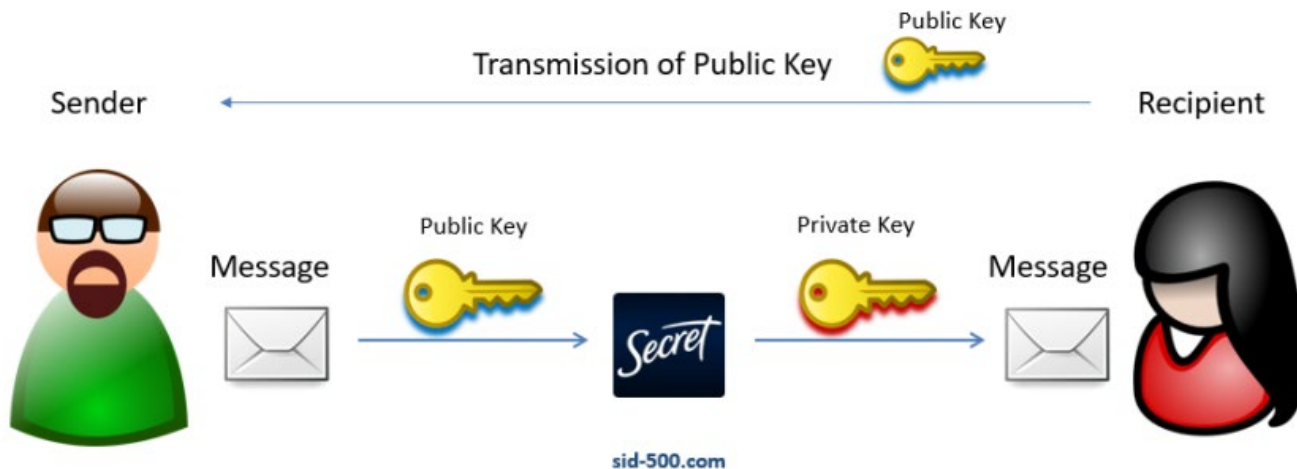 Public Key
Transmission of Public Key
Sender
Recipient
Public Key
Private Key
Message
Message
Secret
sid-500.com